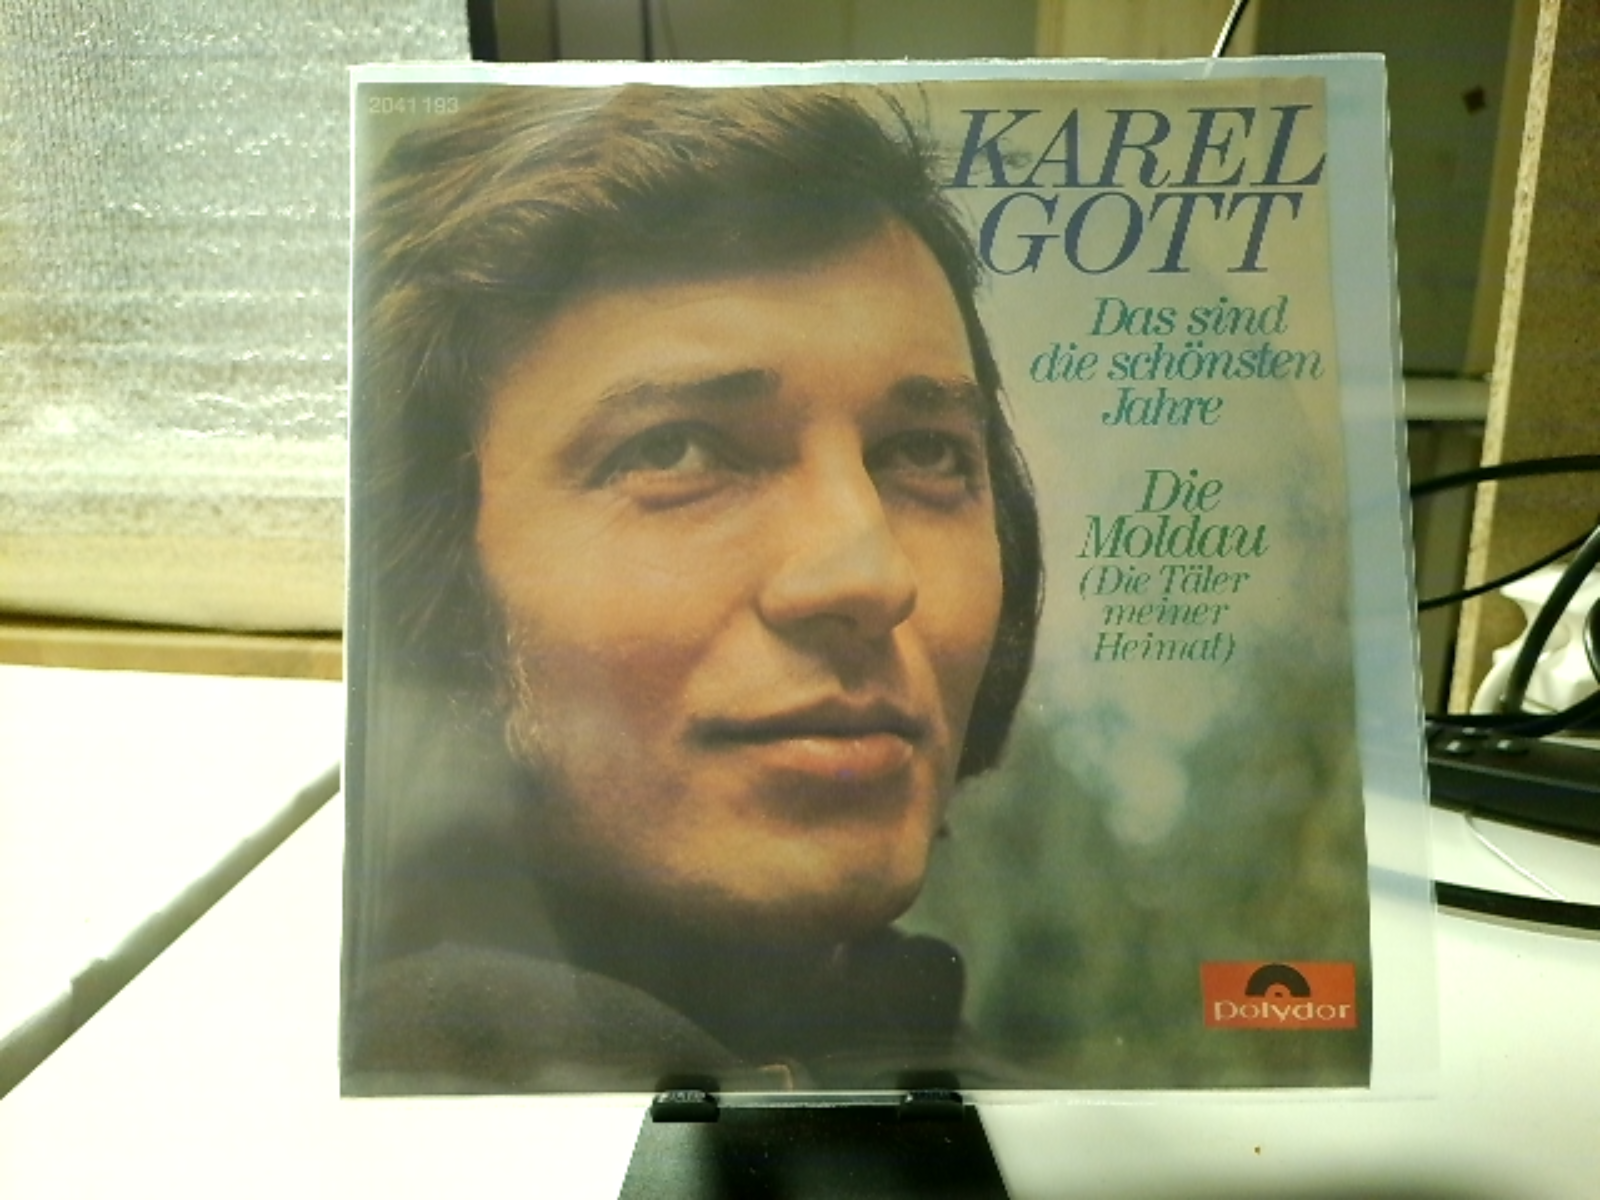 2041 193
KAREL
GOTT
Das sind
die schönsten
Jahre
Die
Moldau
(Die Täler
meiner
Heimat)
polydor